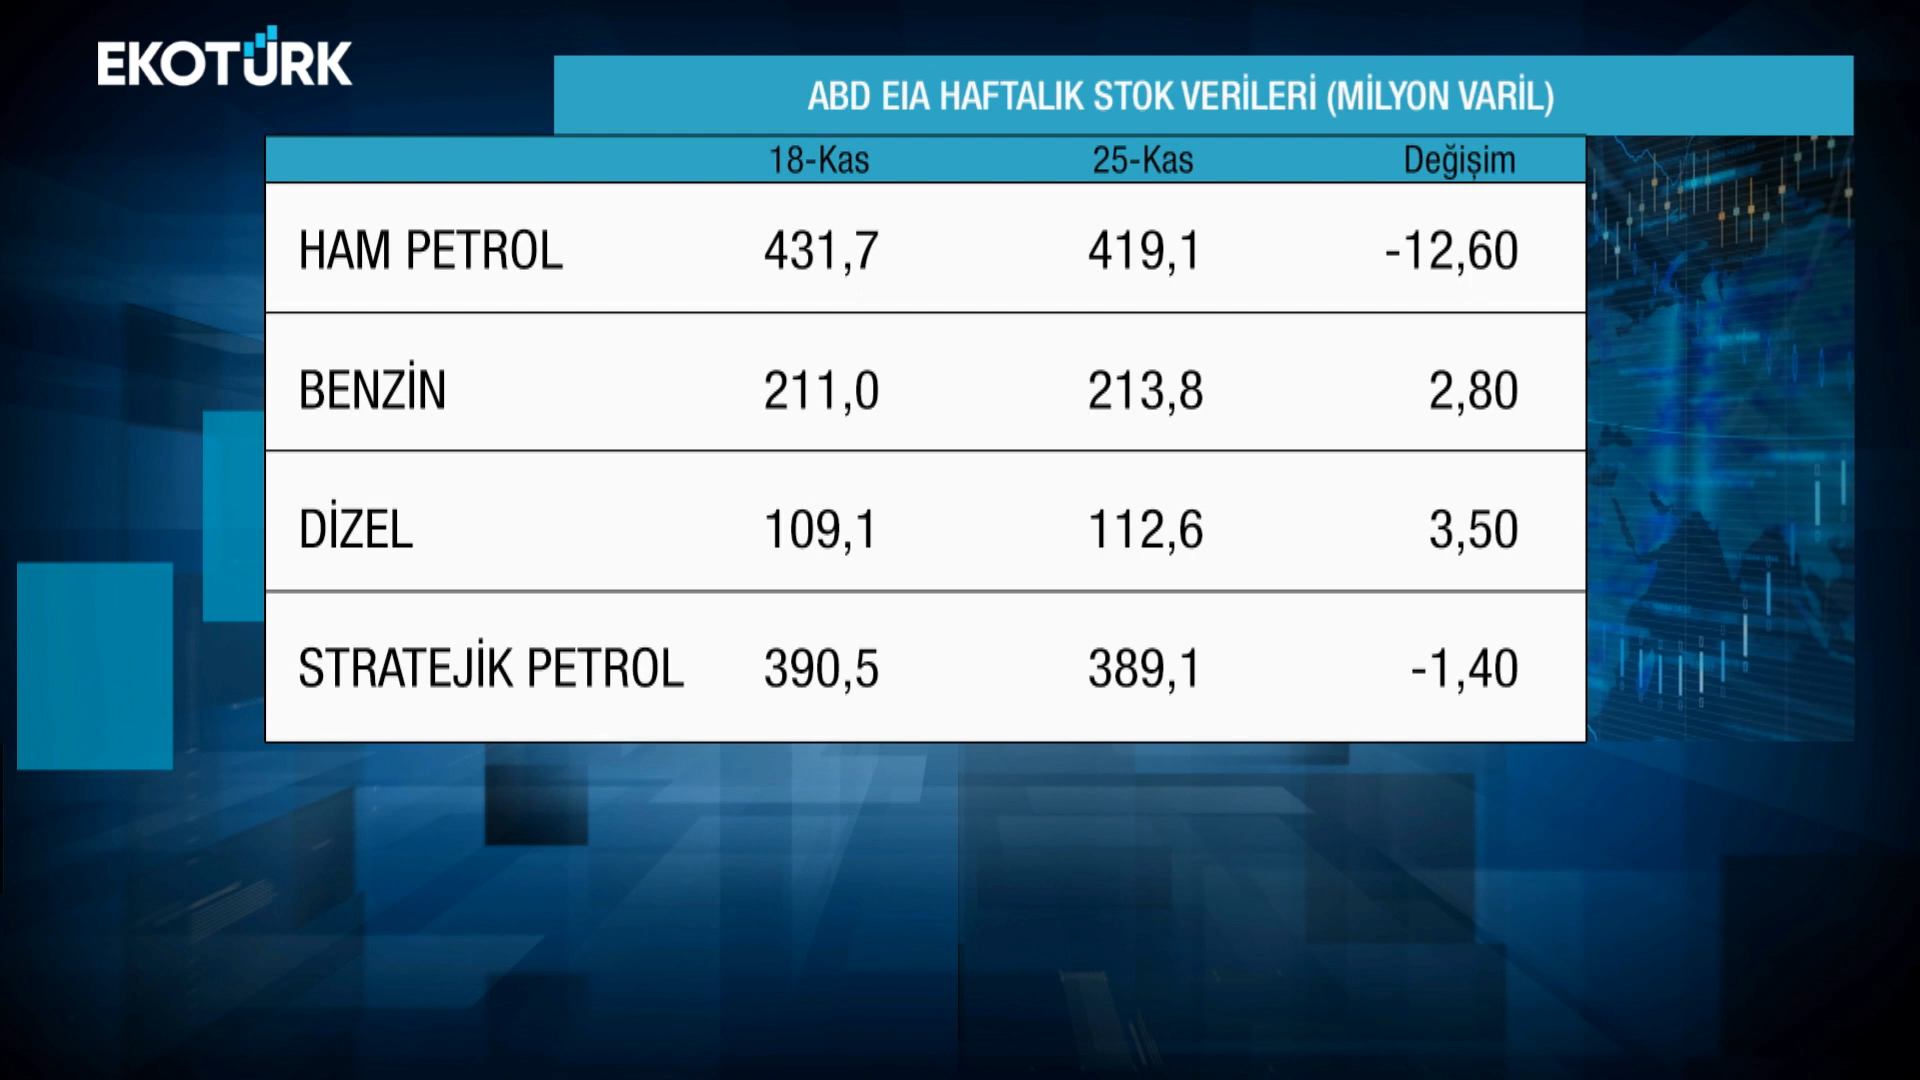 EKOTÜRK
ABD EIA HAFTALIK STOK VERİLERİ (MİLYON VARİL)
18-Kas 25-Kas Değişim
HAM PETROL 431,7 419,1 -12,60
BENZİN 211,0 213,8 2,80
DİZEL 109,1 112,6 3,50
STRATEJİK PETROL 390,5 389,1 -1,40